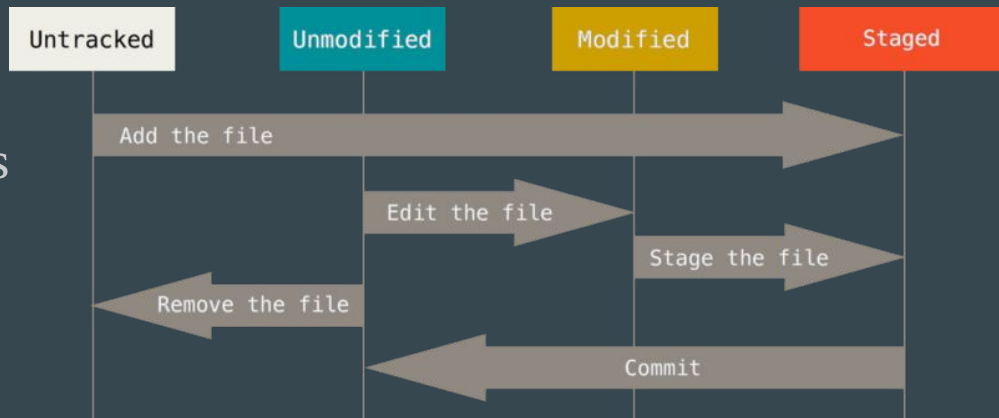 Untracked
Unmodified
Modified
Staged
Add the file
s
Edit the file
Stage the file
Remove the file
Commit